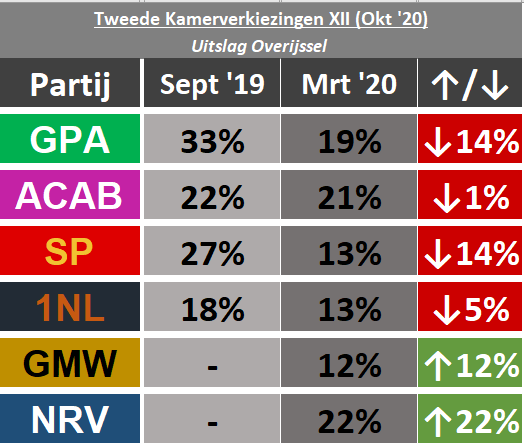 Tweede Kamerverkiezingen XII (Okt '20)
Uitslag Overijssel
Partij Sept '19 Mrt '20 ↑/↓
GPA 33% 19% ↓14%
ACAB 22% 21% ↓1%
SP 27% 13% ↓14%
1NL 18% 13% ↓5%
GMW - 12% ↑12%
NRV - 22% ↑22%